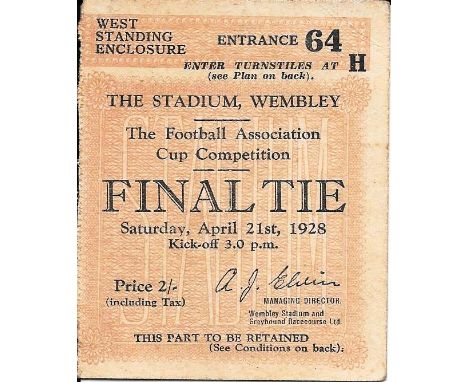 WEST
STANDING
ENCLOSURE
ENTRANCE 64
H
ENTER TURNSTILES AT
(see Plan on back).
THE STADIUM, WEMBLEY
The Football Association
Cup Competition
FINAL TIE
Saturday, April 21st, 1928
Kick-off 3.0 p.m.
Price 2/-
(including Tax)
A. J. Elvin
MANAGING DIRECTOR
Wembley Stadium and
Greyhound Racecourse Ltd.
THIS PART TO BE RETAINED
(See Conditions on back).
STADIUM